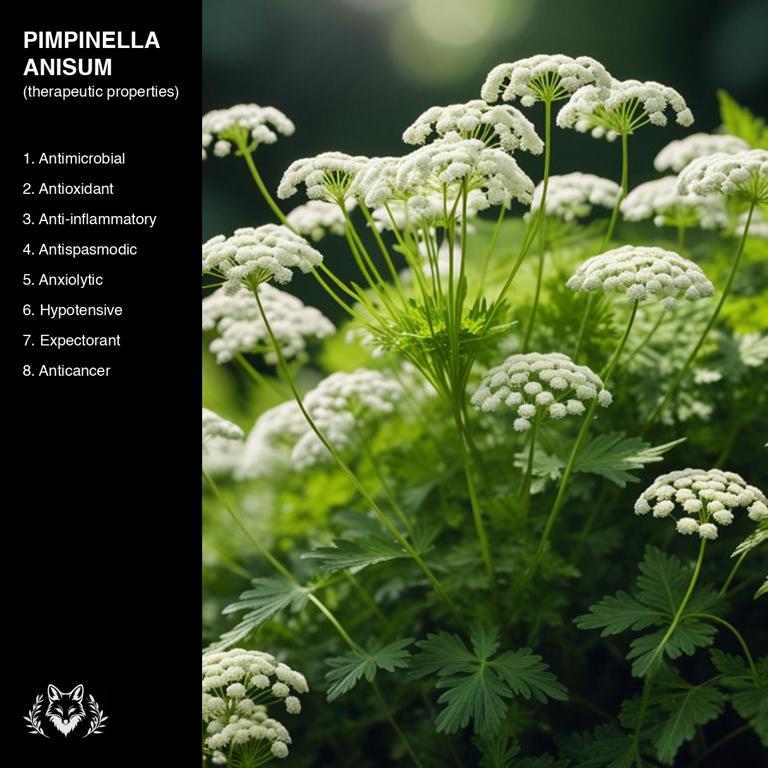 PIMPINELLA
ANISUM
(therapeutic properties)
1. Antimicrobial
2. Antioxidant
3. Anti-inflammatory
4. Antispasmodic
5. Anxiolytic
6. Hypotensive
7. Expectorant
8. Anticancer